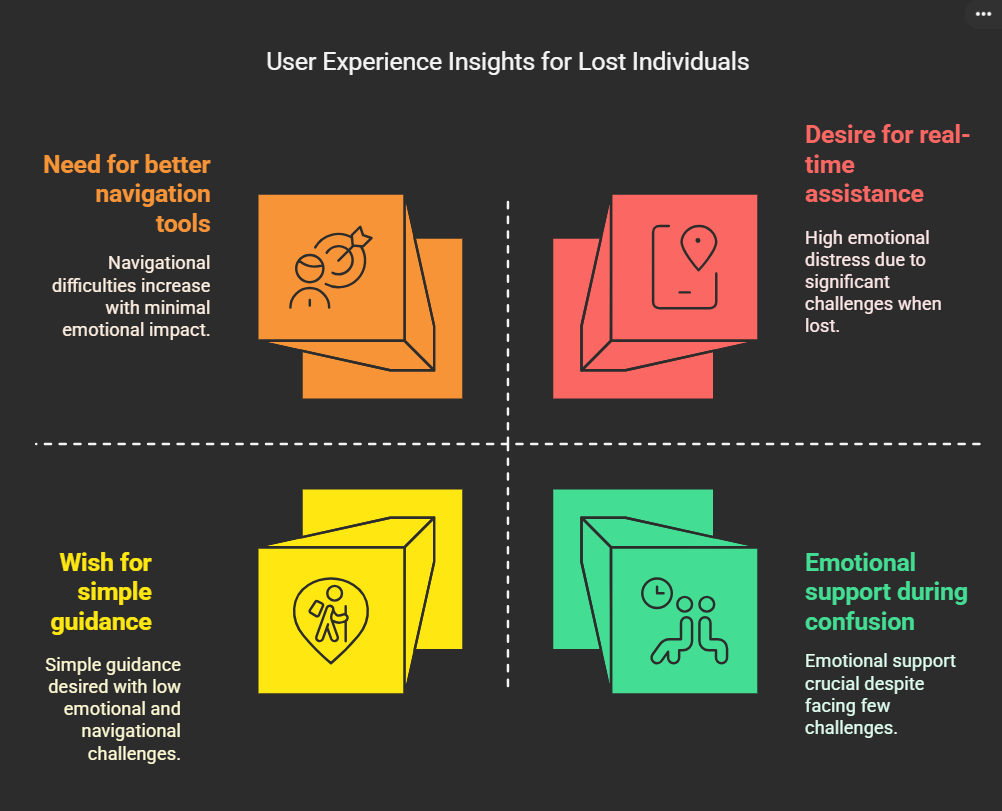 User Experience Insights for Lost Individuals
Need for better
navigation
tools
Navigational
difficulties increase
with minimal
emotional impact.
Desire for real-
time
assistance
High emotional
distress due to
significant
challenges when
lost.
Wish for
simple
guidance
Simple guidance
desired with low
emotional and
navigational
challenges.
Emotional
support during
confusion
Emotional support
crucial despite
facing few
challenges.